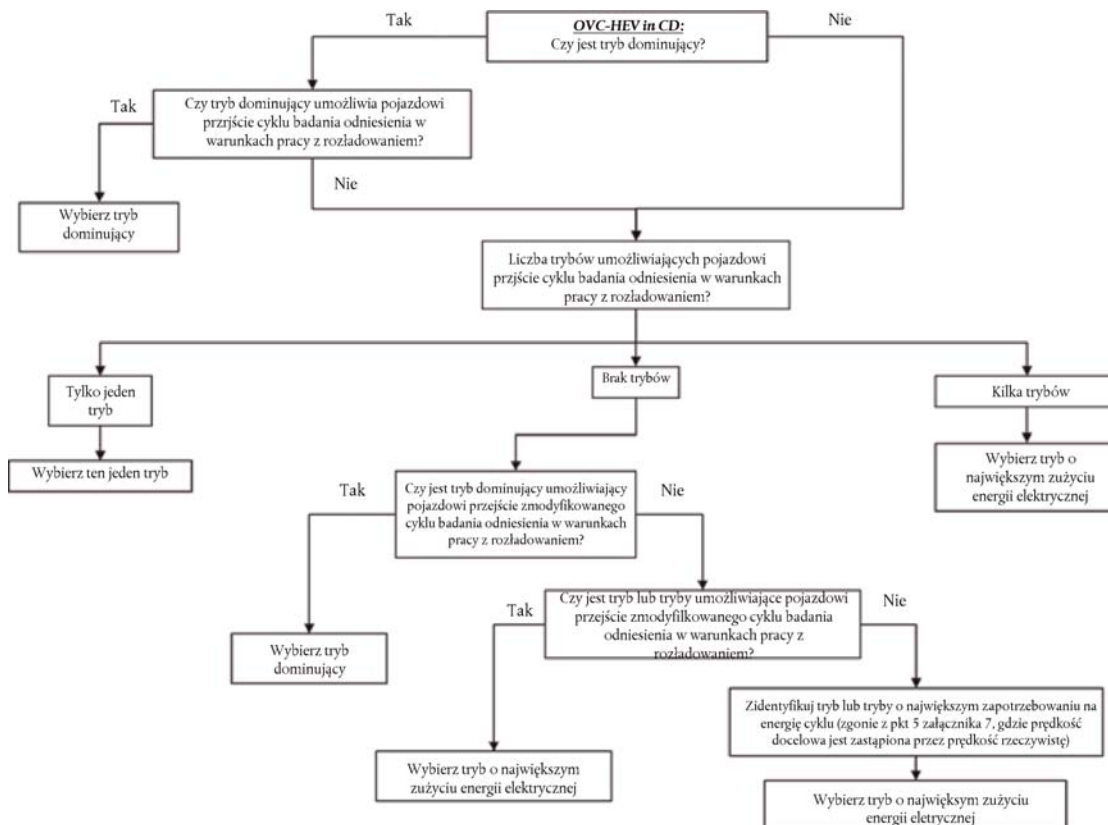 OVC-HEV in CD:
Czy jest tryb dominujący?
Tak
Nie
Czy tryb dominujący umożliwia pojazdowi
przrjście cyklu badania odniesienia w
warunkach pracy z rozładowaniem?
Tak
Nie
Wybierz tryb
dominujący
Liczba trybów umożliwiających pojazdowi
przjście cyklu badania odniesienia w warunkach
pracy z rozładowaniem?
Tylko jeden
tryb
Brak trybów
Kilka trybów
Wybierz ten jeden tryb
Wybierz tryb o
największym zużyciu
energii elektrycznej
Czy jest tryb dominujący umożliwiający
pojazdowi przejście zmodyfikowanego
cyklu badania odniesienia w warunkach
pracy z rozładowaniem?
Tak
Nie
Wybierz tryb
dominujący
Czy jest tryb lub tryby umożliwiające pojazdowi
przejście zmodyfilkowanego cyklu badania
odniesienia w warunkach pracy z
rozładowaniem?
Tak
Nie
Wybierz tryb o największym
zużyciu energii elektrycznej
Zidentyfikuj tryb lub tryby o największym zapotrzebowaniu na
energię cyklu (zgonie z pkt 5 załącznika 7, gdzie prędkość
docelowa jest zastąpiona przez prędkość rzeczywistę)
Wybierz tryb o najwięksym zużyciu
energii eletrycznej